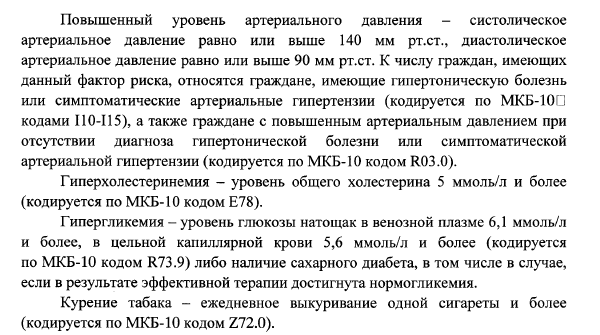 Повышенный уровень артериального давления – систолическое
артериальное давление равно или выше 140 мм рт.ст., диастолическое
артериальное давление равно или выше 90 мм рт.ст. К числу граждан, имеющих
данный фактор риска, относятся граждане, имеющие гипертоническую болезнь
или симптоматические артериальные гипертензии (кодируется по МКБ-10□
кодами I10-I15), а также граждане с повышенным артериальным давлением при
отсутствии диагноза гипертонической болезни или симптоматической
артериальной гипертензии (кодируется по МКБ-10 кодом R03.0).
Гиперхолестеринемия – уровень общего холестерина 5 ммоль/л и более
(кодируется по МКБ-10 кодом Е78).
Гипергликемия – уровень глюкозы натощак в венозной плазме 6,1 ммоль/л
и более, в цельной капиллярной крови 5,6 ммоль/л и более (кодируется
по МКБ-10 кодом R73.9) либо наличие сахарного диабета, в том числе в случае,
если в результате эффективной терапии достигнута нормогликемия.
Курение табака – ежедневное выкуривание одной сигареты и более
(кодируется по МКБ-10 кодом Z72.0).